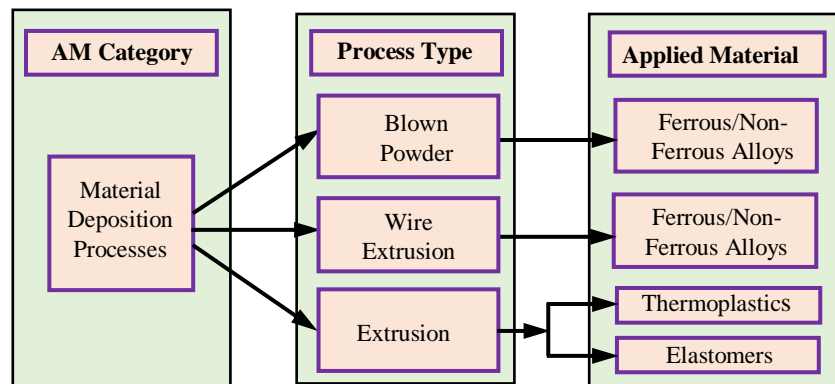 AM Category
Material
Deposition
Processes
Process Type
Blown
Powder
Wire
Extrusion
Extrusion
Applied Material
Ferrous/Non-
Ferrous Alloys
Ferrous/Non-
Ferrous Alloys
Thermoplastics
Elastomers